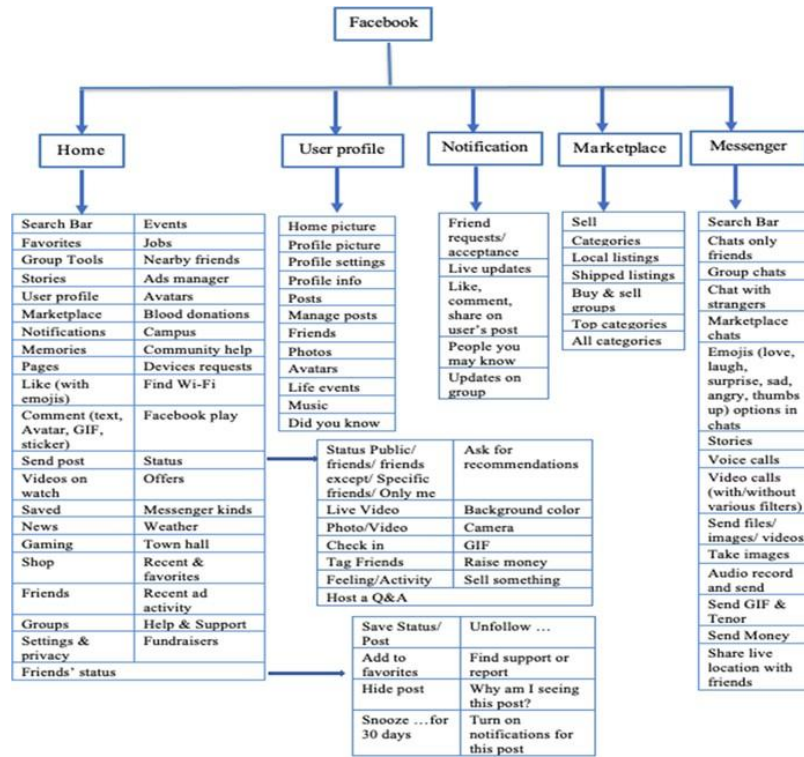 Facebook
Home
User profile
Notification
Marketplace
Messenger
Search Bar
Events
Favorites
Jobs
Group Tools
Nearby friends
Stories
Ads manager
User profile
Avatars
Marketplace
Blood donations
Notifications
Campus
Memories
Community help
Pages
Devices requests
Like (with
emojis)
Find Wi-Fi
Comment (text,
Avatar, GIF,
sticker)
Facebook play
Send post
Status
Videos on
watch
Offers
Saved
Messenger kinds
News
Weather
Gaming
Town hall
Shop
Recent &
favorites
Friends
Recent ad
activity
Groups
Help & Support
Settings &
privacy
Fundraisers
Friends' status
Home picture
Profile picture
Profile settings
Profile info
Posts
Manage posts
Friends
Photos
Avatars
Life events
Music
Did you know
Friend
requests/
acceptance
Live updates
Like,
comment,
share on
user's post
People you
may know
Updates on
group
Sell
Categories
Local listings
Shipped listings
Buy & sell
groups
Top categories
All categories
Search Bar
Chats only
friends
Group chats
Chat with
strangers
Marketplace
chats
Emojis (love,
laugh,
surprise, sad,
angry, thumbs
up) options in
chats
Stories
Voice calls
Video calls
(with/without
various filters)
Send files/
images/ videos
Take images
Audio record
and send
Send GIF &
Tenor
Send Money
Share live
location with
friends
Status Public/
friends/ friends
except/ Specific
friends/ Only me
Ask for
recommendations
Live Video
Background color
Photo/Video
Camera
Check in
GIF
Tag Friends
Raise money
Feeling/Activity
Sell something
Host a Q&A
Save Status/
Post
Unfollow …
Add to
favorites
Find support or
report
Hide post
Why am I seeing
this post?
Snooze …for
30 days
Turn on
notifications for
this post